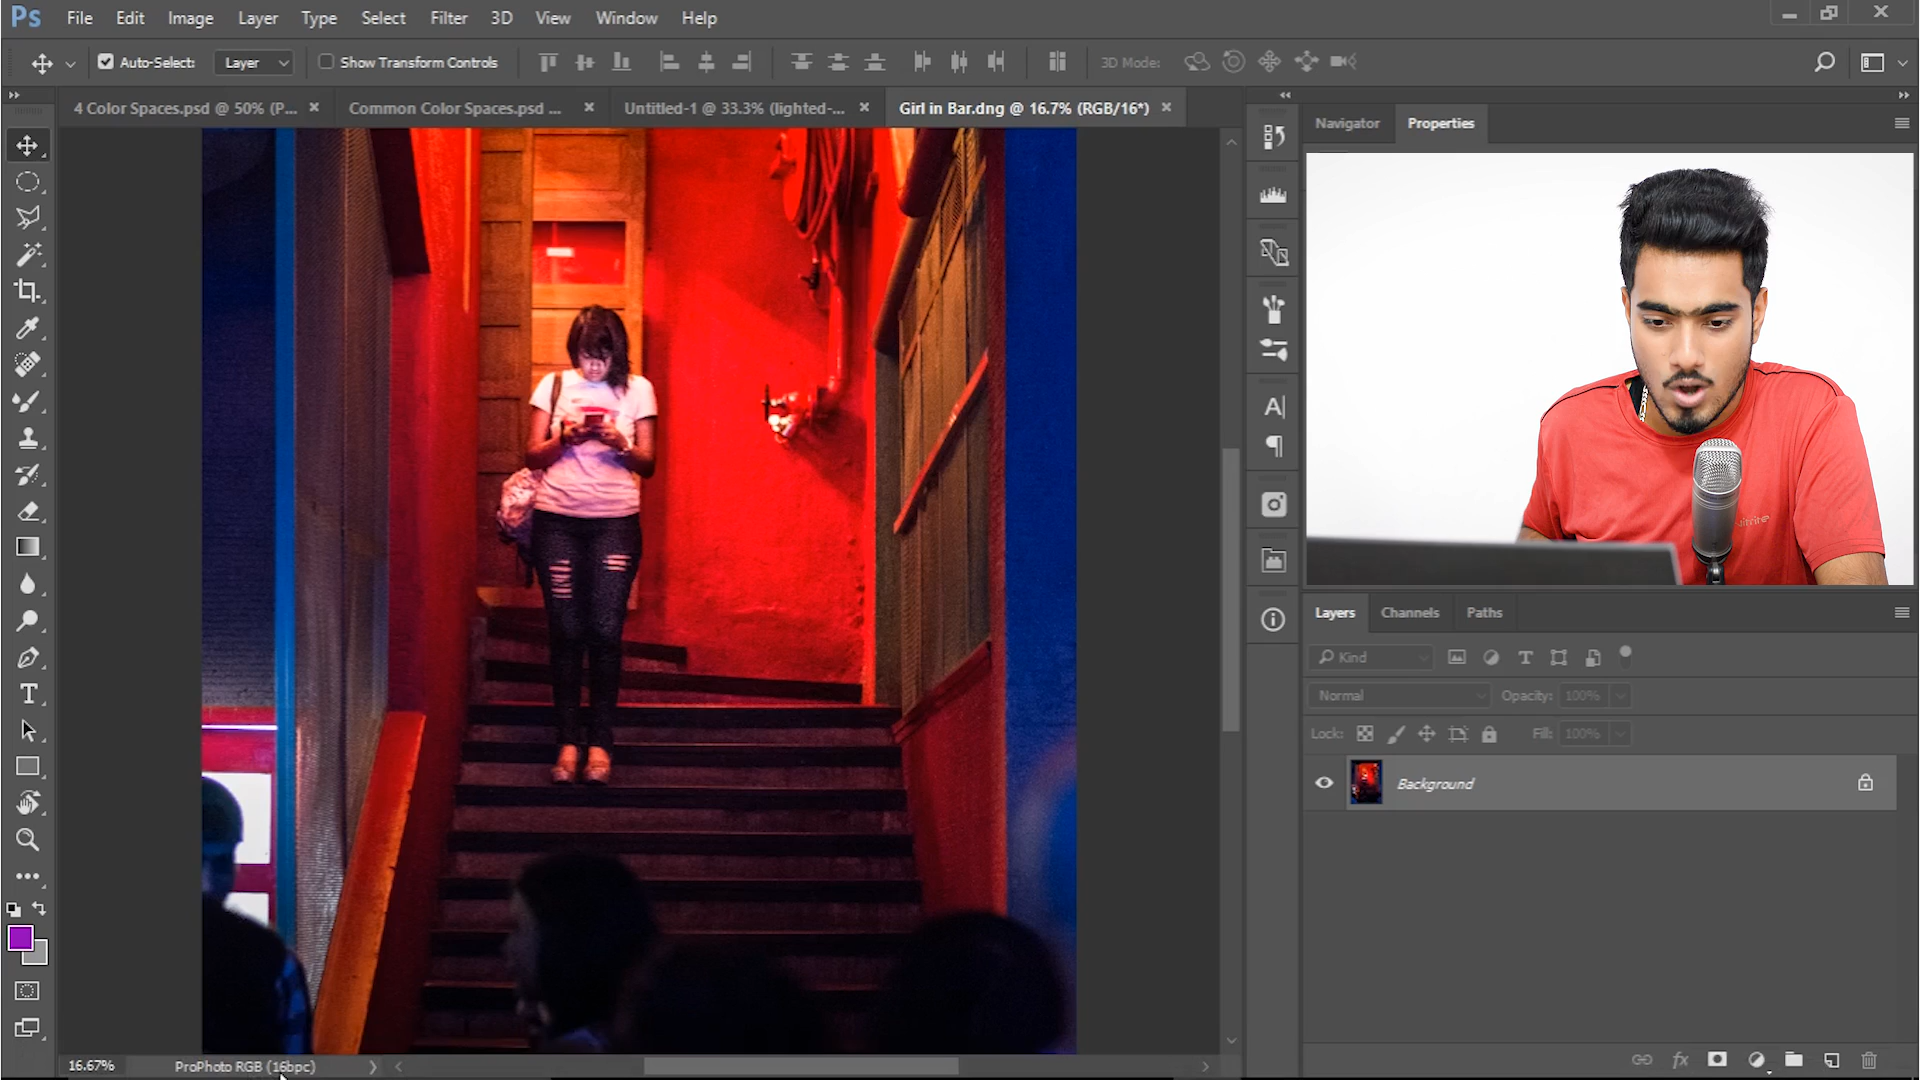 Ps File Edit Image Layer Type Select Filter 3D View Window Help
Auto-Select: Layer Show Transform Controls 3D Mode:
4 Color Spaces.psd @ 50% (P... Common Color Spaces.psd ... Untitled-1 @ 33.3% (lighted-... Girl in Bar.dng @ 16.7% (RGB/16*)
Navigator Properties
Layers Channels Paths
Kind
Normal Opacity: 100%
Lock: Fill: 100%
Background
16.67% ProPhoto RGB (16bpc)